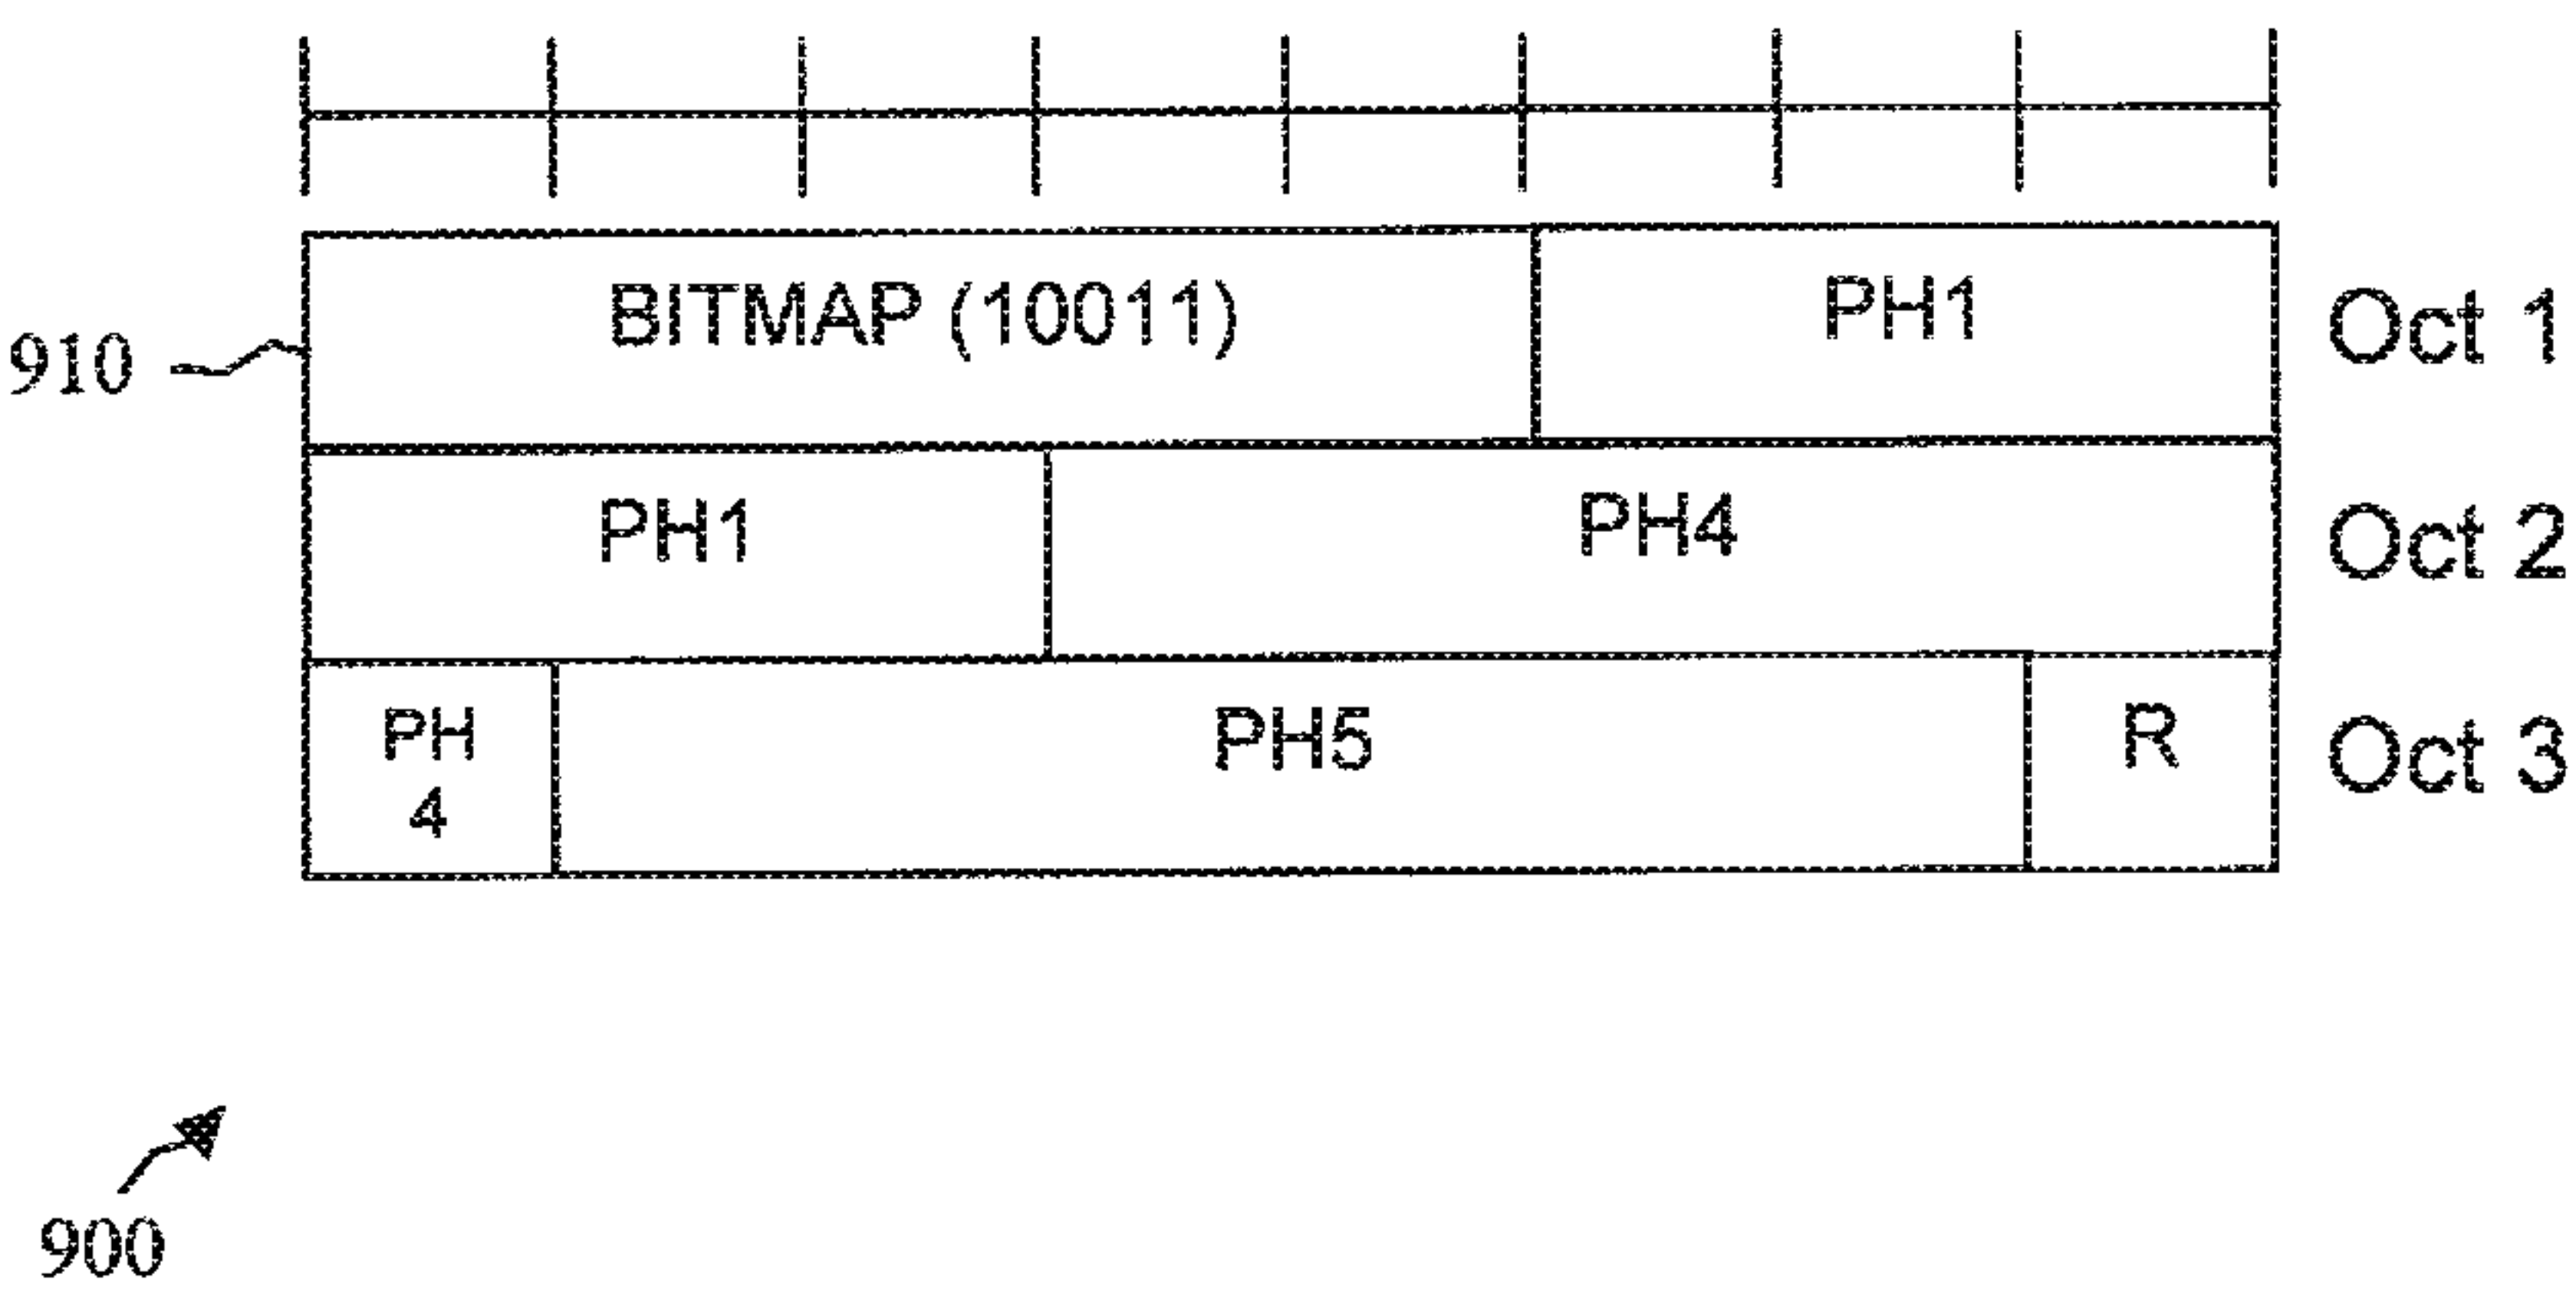 BITMAP (10011) PH1 Oct 1
910
PH1 PH4 Oct 2
PH PH5 R Oct 3
4
900